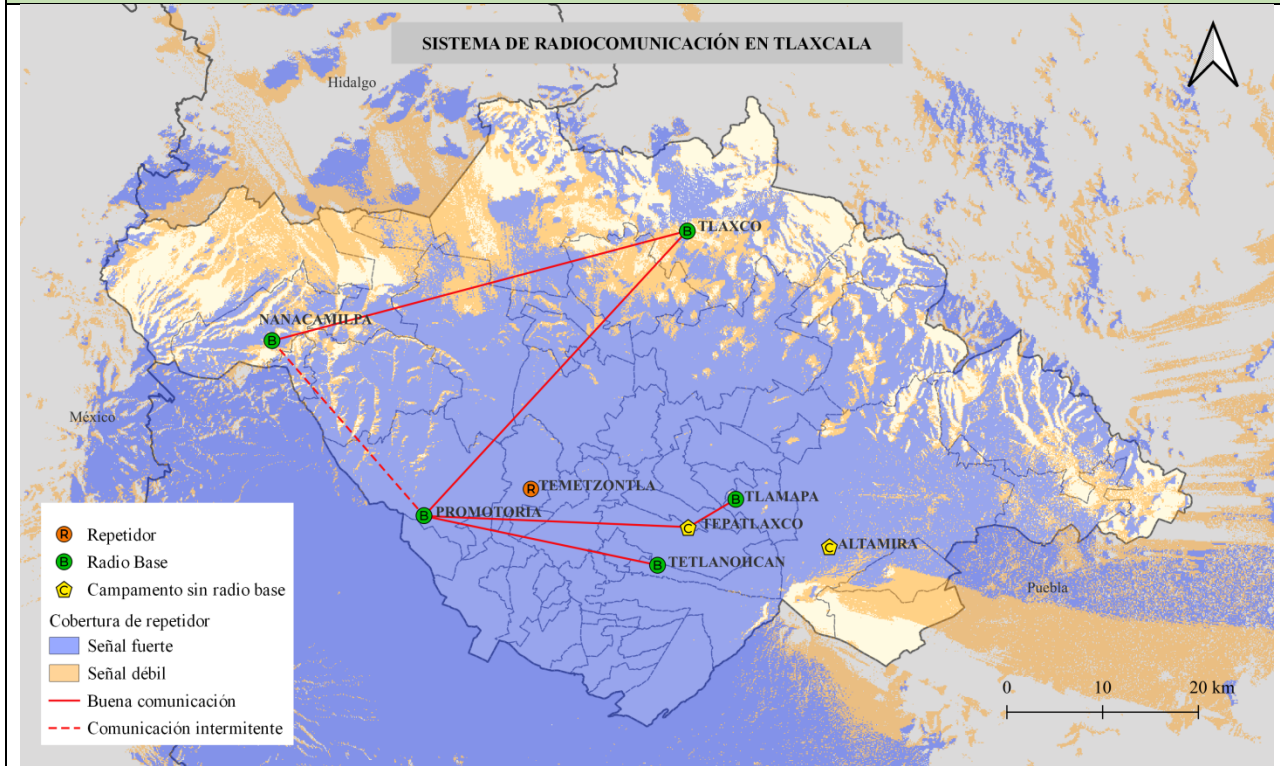 SISTEMA DE RADIOCOMUNICACIÓN EN TLAXCALA
Hidalgo
TLAXCO
NANACAMILPA
México
TEMETZONTLA
TLAMAPA
PROMOTORIA
TEPATLAXCO
ALTAMIRA
TETLANOHCAN
Puebla
R Repetidor
B Radio Base
C Campamento sin radio base
Cobertura de repetidor
Señal fuerte
Señal débil
Buena comunicación
Comunicación intermitente
0 10 20 km